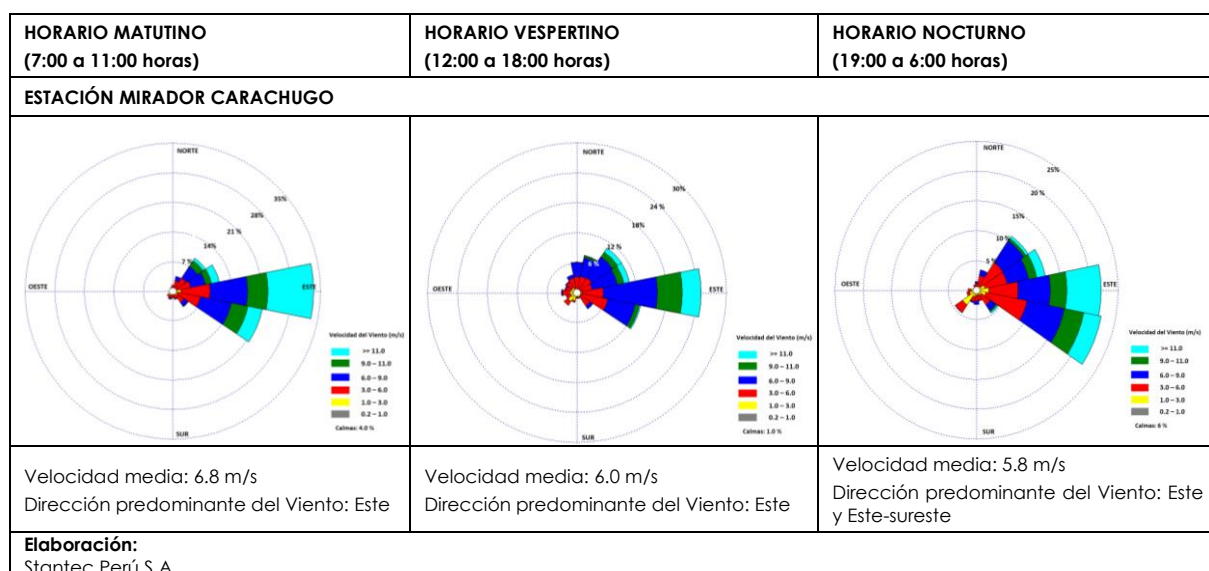 HORARIO MATUTINO
(7:00 a 11:00 horas)
HORARIO VESPERTINO
(12:00 a 18:00 horas)
HORARIO NOCTURNO
(19:00 a 6:00 horas)
ESTACIÓN MIRADOR CARACHUGO
NORTE
35%
28%
21 %
14%
7 %
OESTE
ESTE
SUR
Velocidad del Viento (m/s)
>= 11.0
9.0 – 11.0
6.0 – 9.0
3.0 – 6.0
1.0 – 3.0
0.2 – 1.0
Calmas: 4.0 %
NORTE
30%
24 %
18%
12 %
6 %
OESTE
ESTE
SUR
Velocidad del Viento (m/s)
>= 11.0
9.0 – 11.0
6.0 – 9.0
3.0 – 6.0
1.0 – 3.0
0.2 – 1.0
Calmas: 1.0 %
NORTE
25%
20 %
15%
10 %
5 %
OESTE
ESTE
SUR
Velocidad del Viento (m/s)
>= 11.0
9.0 – 11.0
6.0 – 9.0
3.0 – 6.0
1.0 – 3.0
0.2 – 1.0
Calmas: 6 %
Velocidad media: 6.8 m/s
Dirección predominante del Viento: Este
Velocidad media: 6.0 m/s
Dirección predominante del Viento: Este
Velocidad media: 5.8 m/s
Dirección predominante del Viento: Este
y Este-sureste
Elaboración:
Stantec Perú S.A.